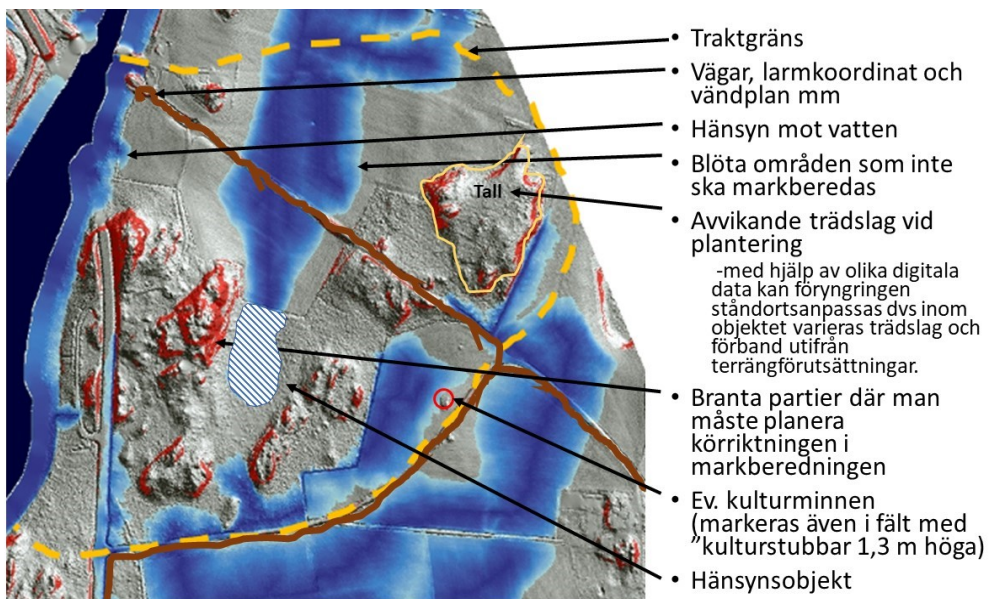 Traktgräns
Vägar, larmkoordinat och
vändplan mm
Hänsyn mot vatten
Blöta områden som inte
ska markberedas
Tall
Avvikande trädslag vid
plantering
-med hjälp av olika digitala
data kan föryngringen
ståndortsanpassas dvs inom
objektet varieras trädslag och
förband utifrån
terrängförutsättningar.
Branta partier där man
måste planera
körriktningen i
markberedningen
Ev. kulturminnen
(markeras även i fält med
”kulturstubbar 1,3 m höga)
Hänsynsobjekt